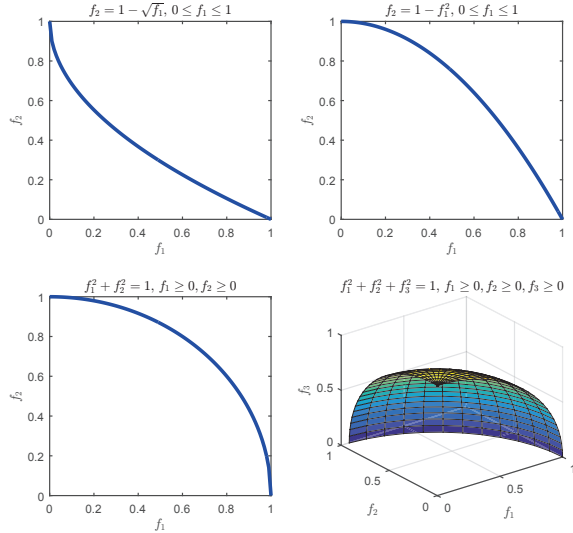 f₂ = 1 − √f₁, 0 ≤ f₁ ≤ 1
1
0.8
0.6
0.4
0.2
0
f₂
0 0.2 0.4 0.6 0.8 1
f₁
f₂ = 1 − f₁², 0 ≤ f₁ ≤ 1
1
0.8
0.6
0.4
0.2
0
f₂
0 0.2 0.4 0.6 0.8 1
f₁
f₁² + f₂² = 1, f₁ ≥ 0, f₂ ≥ 0
1
0.8
0.6
0.4
0.2
0
f₂
0 0.2 0.4 0.6 0.8 1
f₁
f₁² + f₂² + f₃² = 1, f₁ ≥ 0, f₂ ≥ 0, f₃ ≥ 0
1
0.5
0
f₃
1
0.5
0
f₂
0
0.5
1
f₁